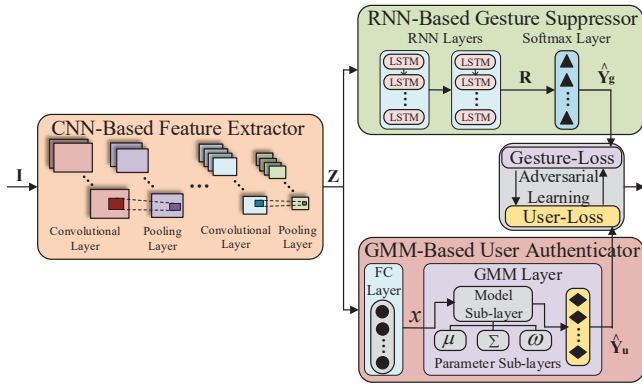 RNN-Based Gesture Suppressor
RNN Layers
Softmax Layer
LSTM
LSTM
LSTM
LSTM
LSTM
LSTM
R
Ŷg
CNN-Based Feature Extractor
I
Z
Convolutional
Layer
Pooling
Layer
Convolutional
Layer
Pooling
Layer
Gesture-Loss
Adversarial
Learning
User-Loss
GMM-Based User Authenticator
FC
Layer
x
GMM Layer
Model
Sub-layer
μ
Σ
ω
Parameter Sub-layers
Ŷu